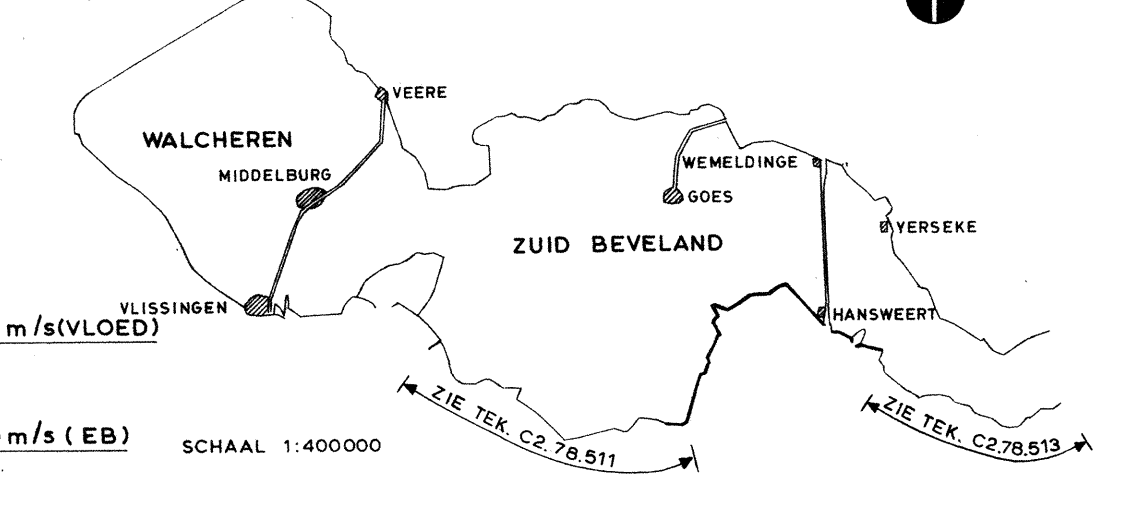 VEERE
WALCHEREN
MIDDELBURG
WEMELDINGE
GOES
YERSEKE
ZUID BEVELAND
VLISSINGEN
HANSWEERT
m/s(VLOED)
ZIE TEK. C2.78.511
ZIE TEK. C2.78.513
m/s (EB)
SCHAAL 1:400000